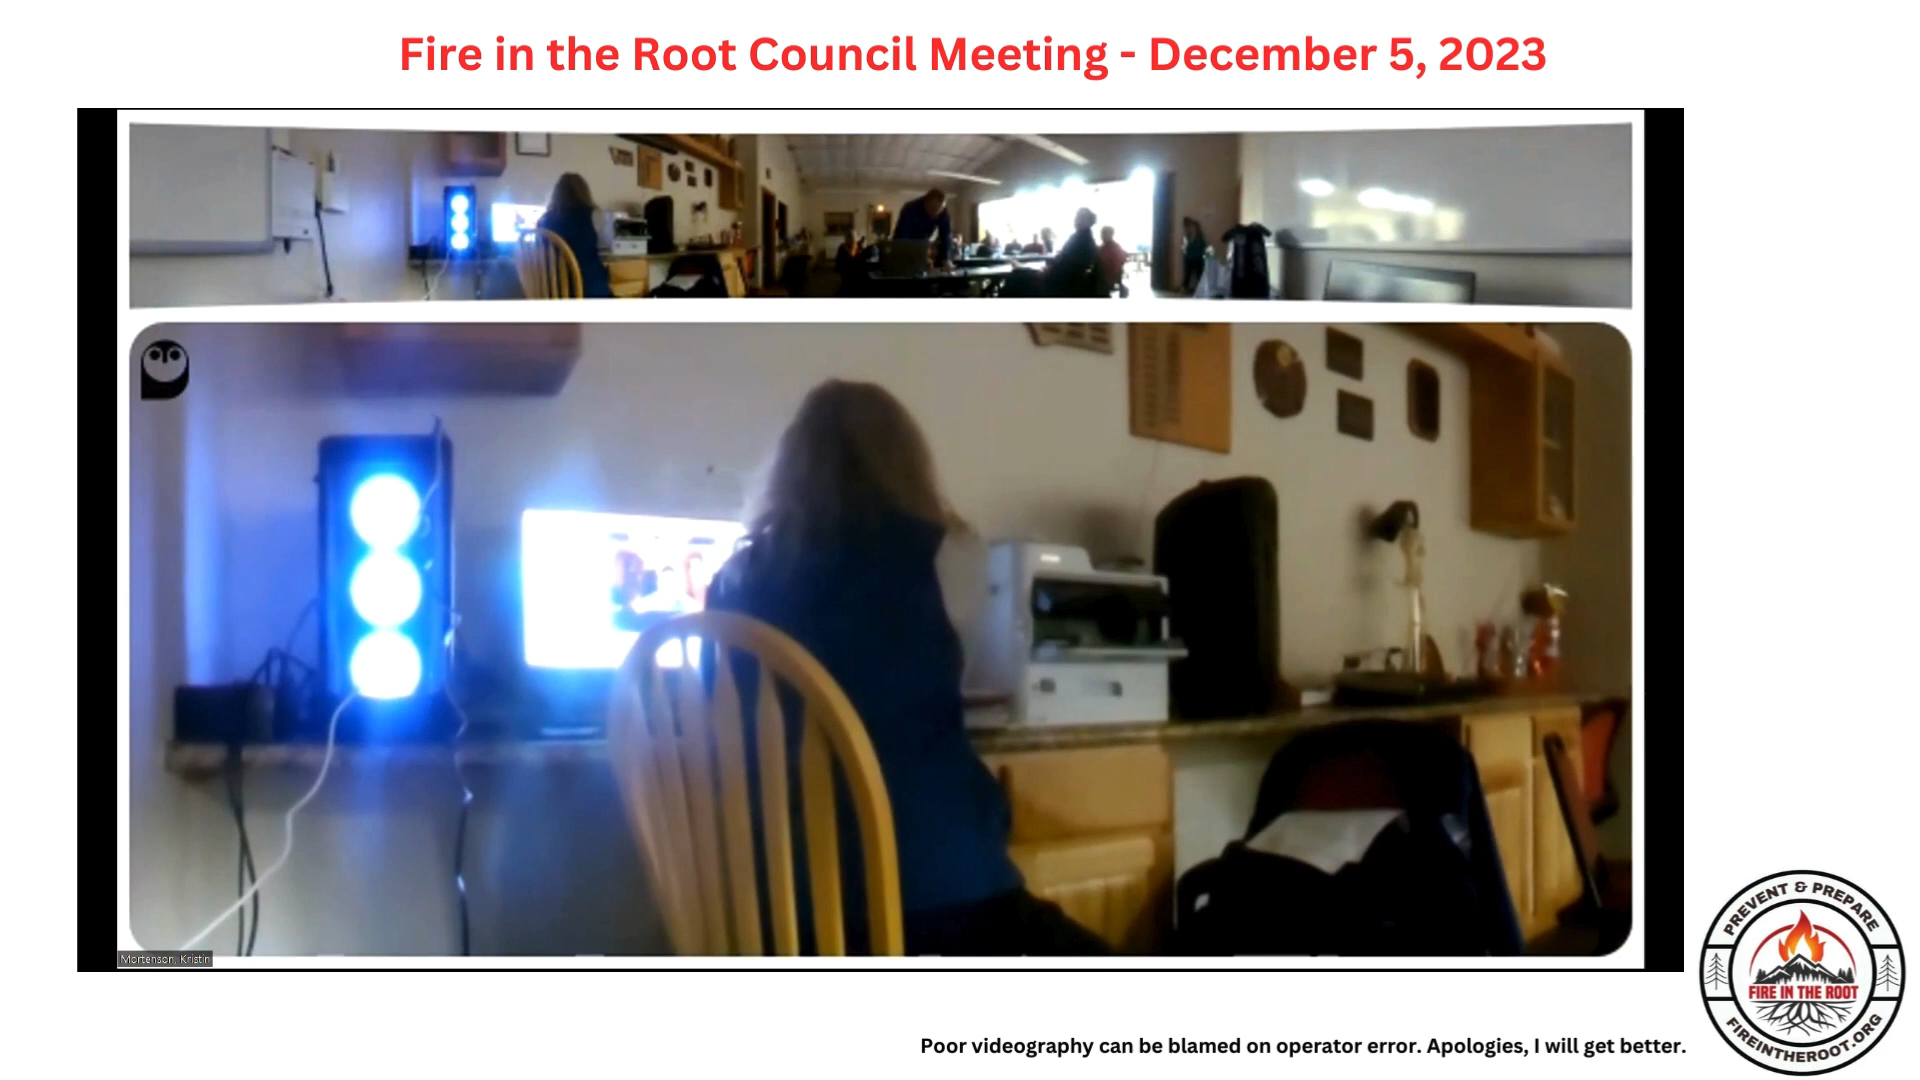 Fire in the Root Council Meeting - December 5, 2023
Mortenson, Kristin
PREVENT & PREPARE
FIRE IN THE ROOT
FIREINTHEROOT.ORG
Poor videography can be blamed on operator error. Apologies, I will get better.